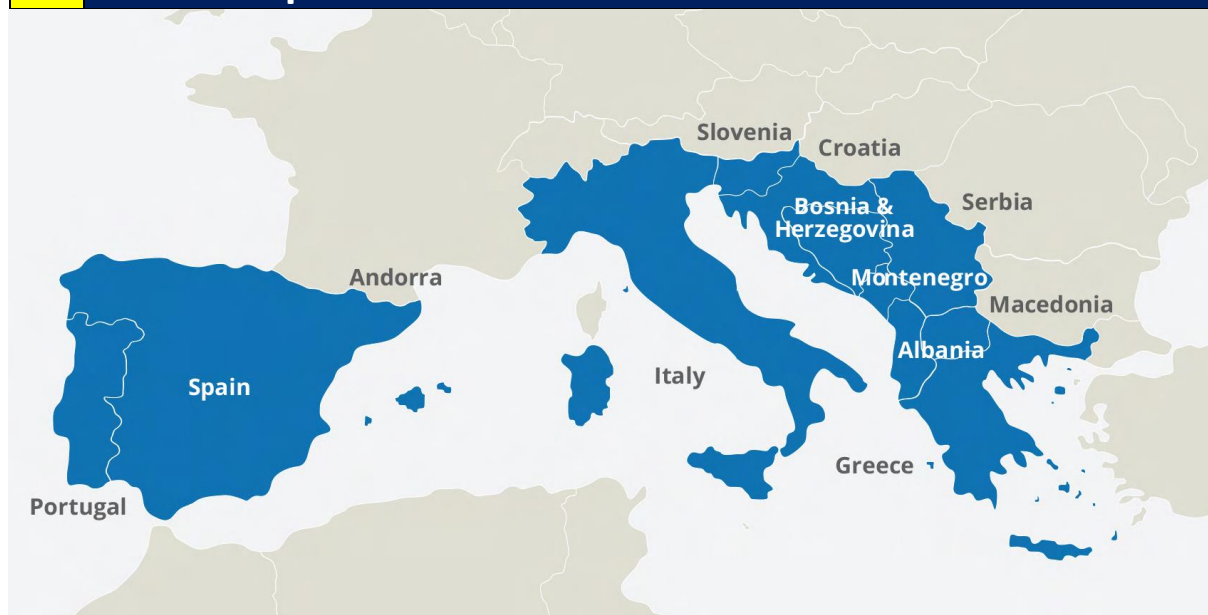 Slovenia
Croatia
Bosnia &
Herzegovina
Serbia
Andorra
Montenegro
Macedonia
Albania
Spain
Italy
Greece
Portugal